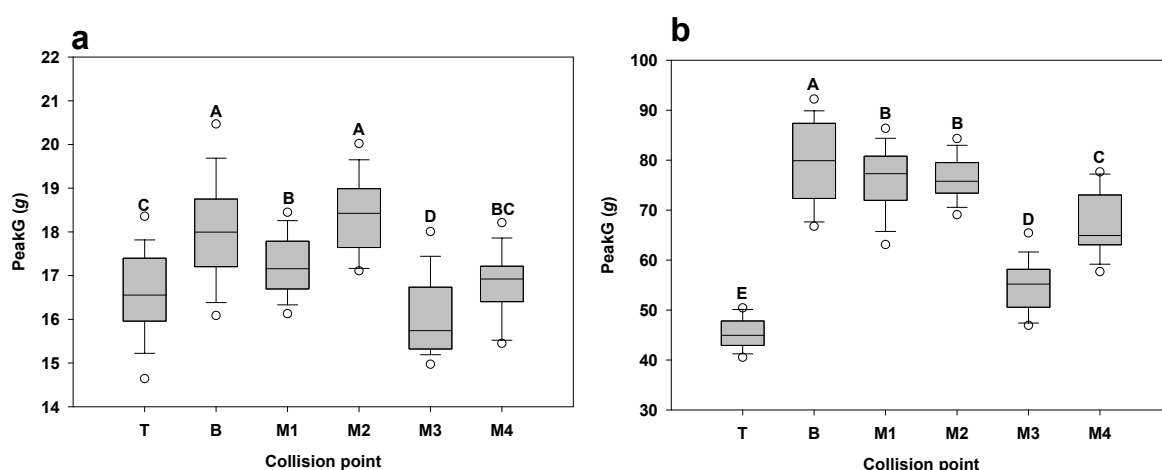 a
22
21
20
19
18
17
16
15
14
PeakG (g)
C
A
B
A
D
BC
T B M1 M2 M3 M4
Collision point
b
100
90
80
70
60
50
40
30
PeakG (g)
E
A
B
B
D
C
T B M1 M2 M3 M4
Collision point